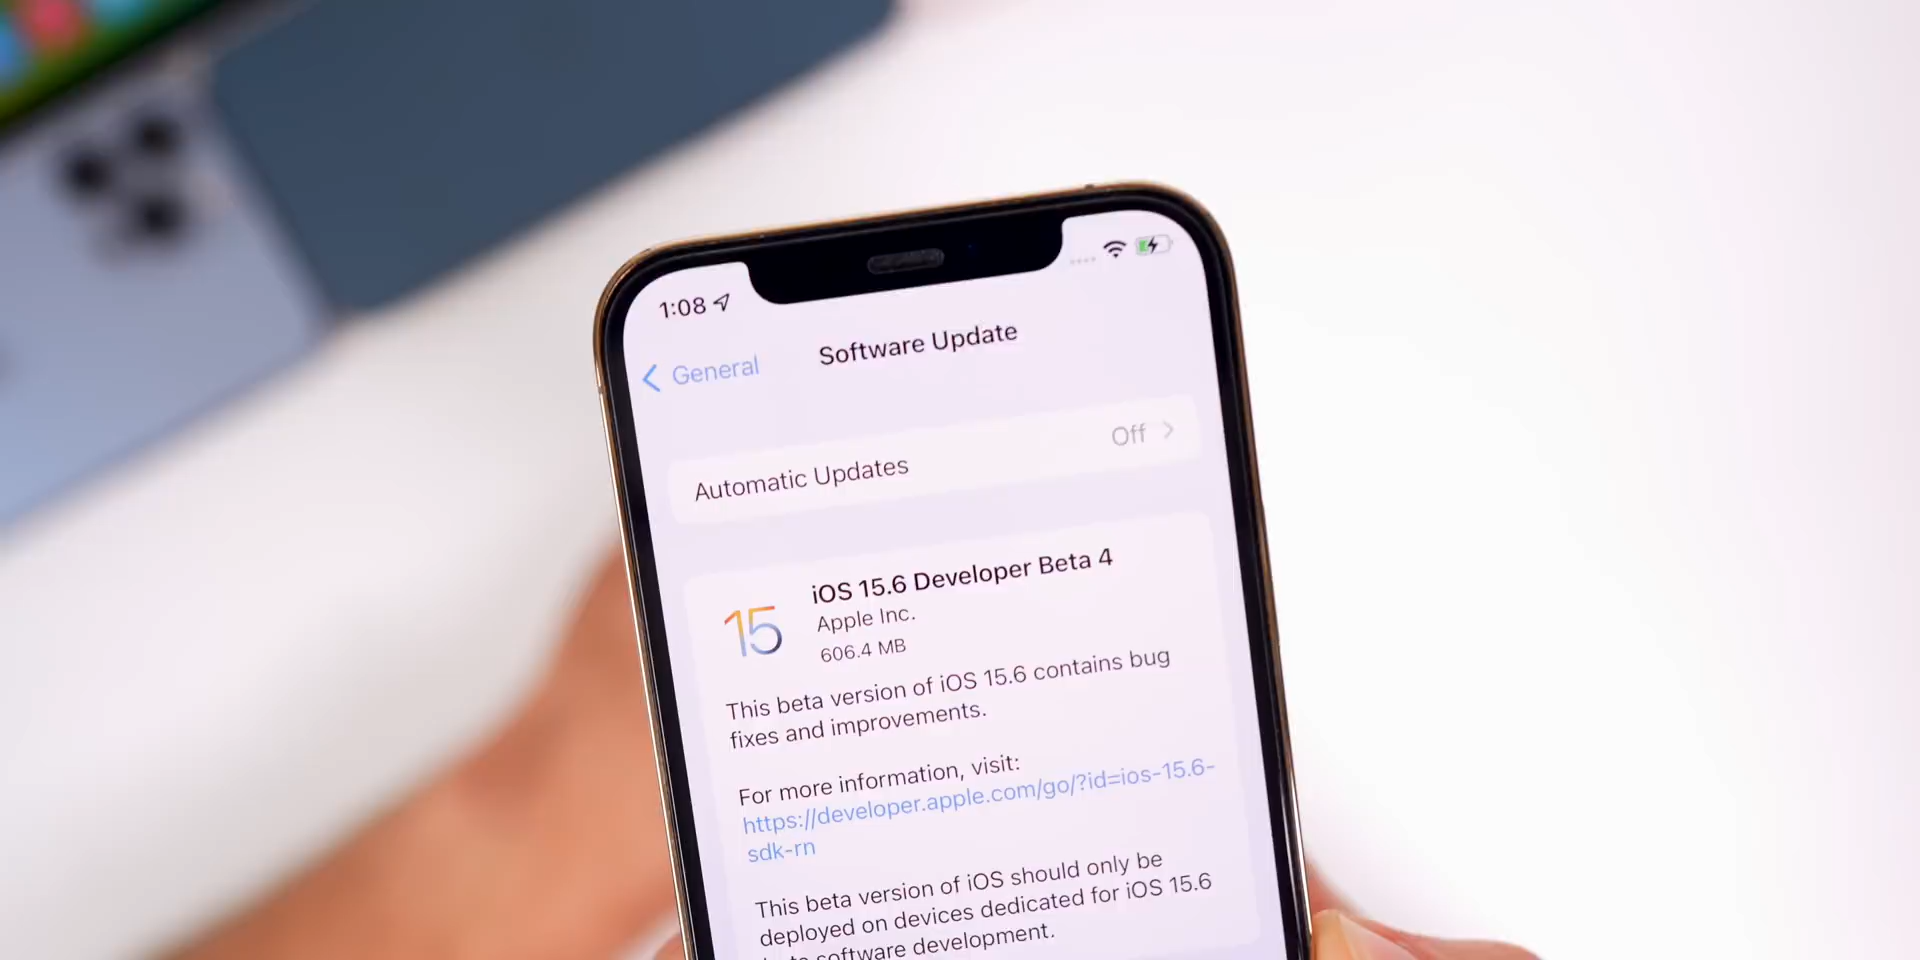 1:08
General
Software Update
Automatic Updates
Off
15
iOS 15.6 Developer Beta 4
Apple Inc.
606.4 MB
This beta version of iOS 15.6 contains bug
fixes and improvements.
For more information, visit:
https://developer.apple.com/go/?id=ios-15.6-
sdk-rn
This beta version of iOS should only be
deployed on devices dedicated for iOS 15.6
software development.